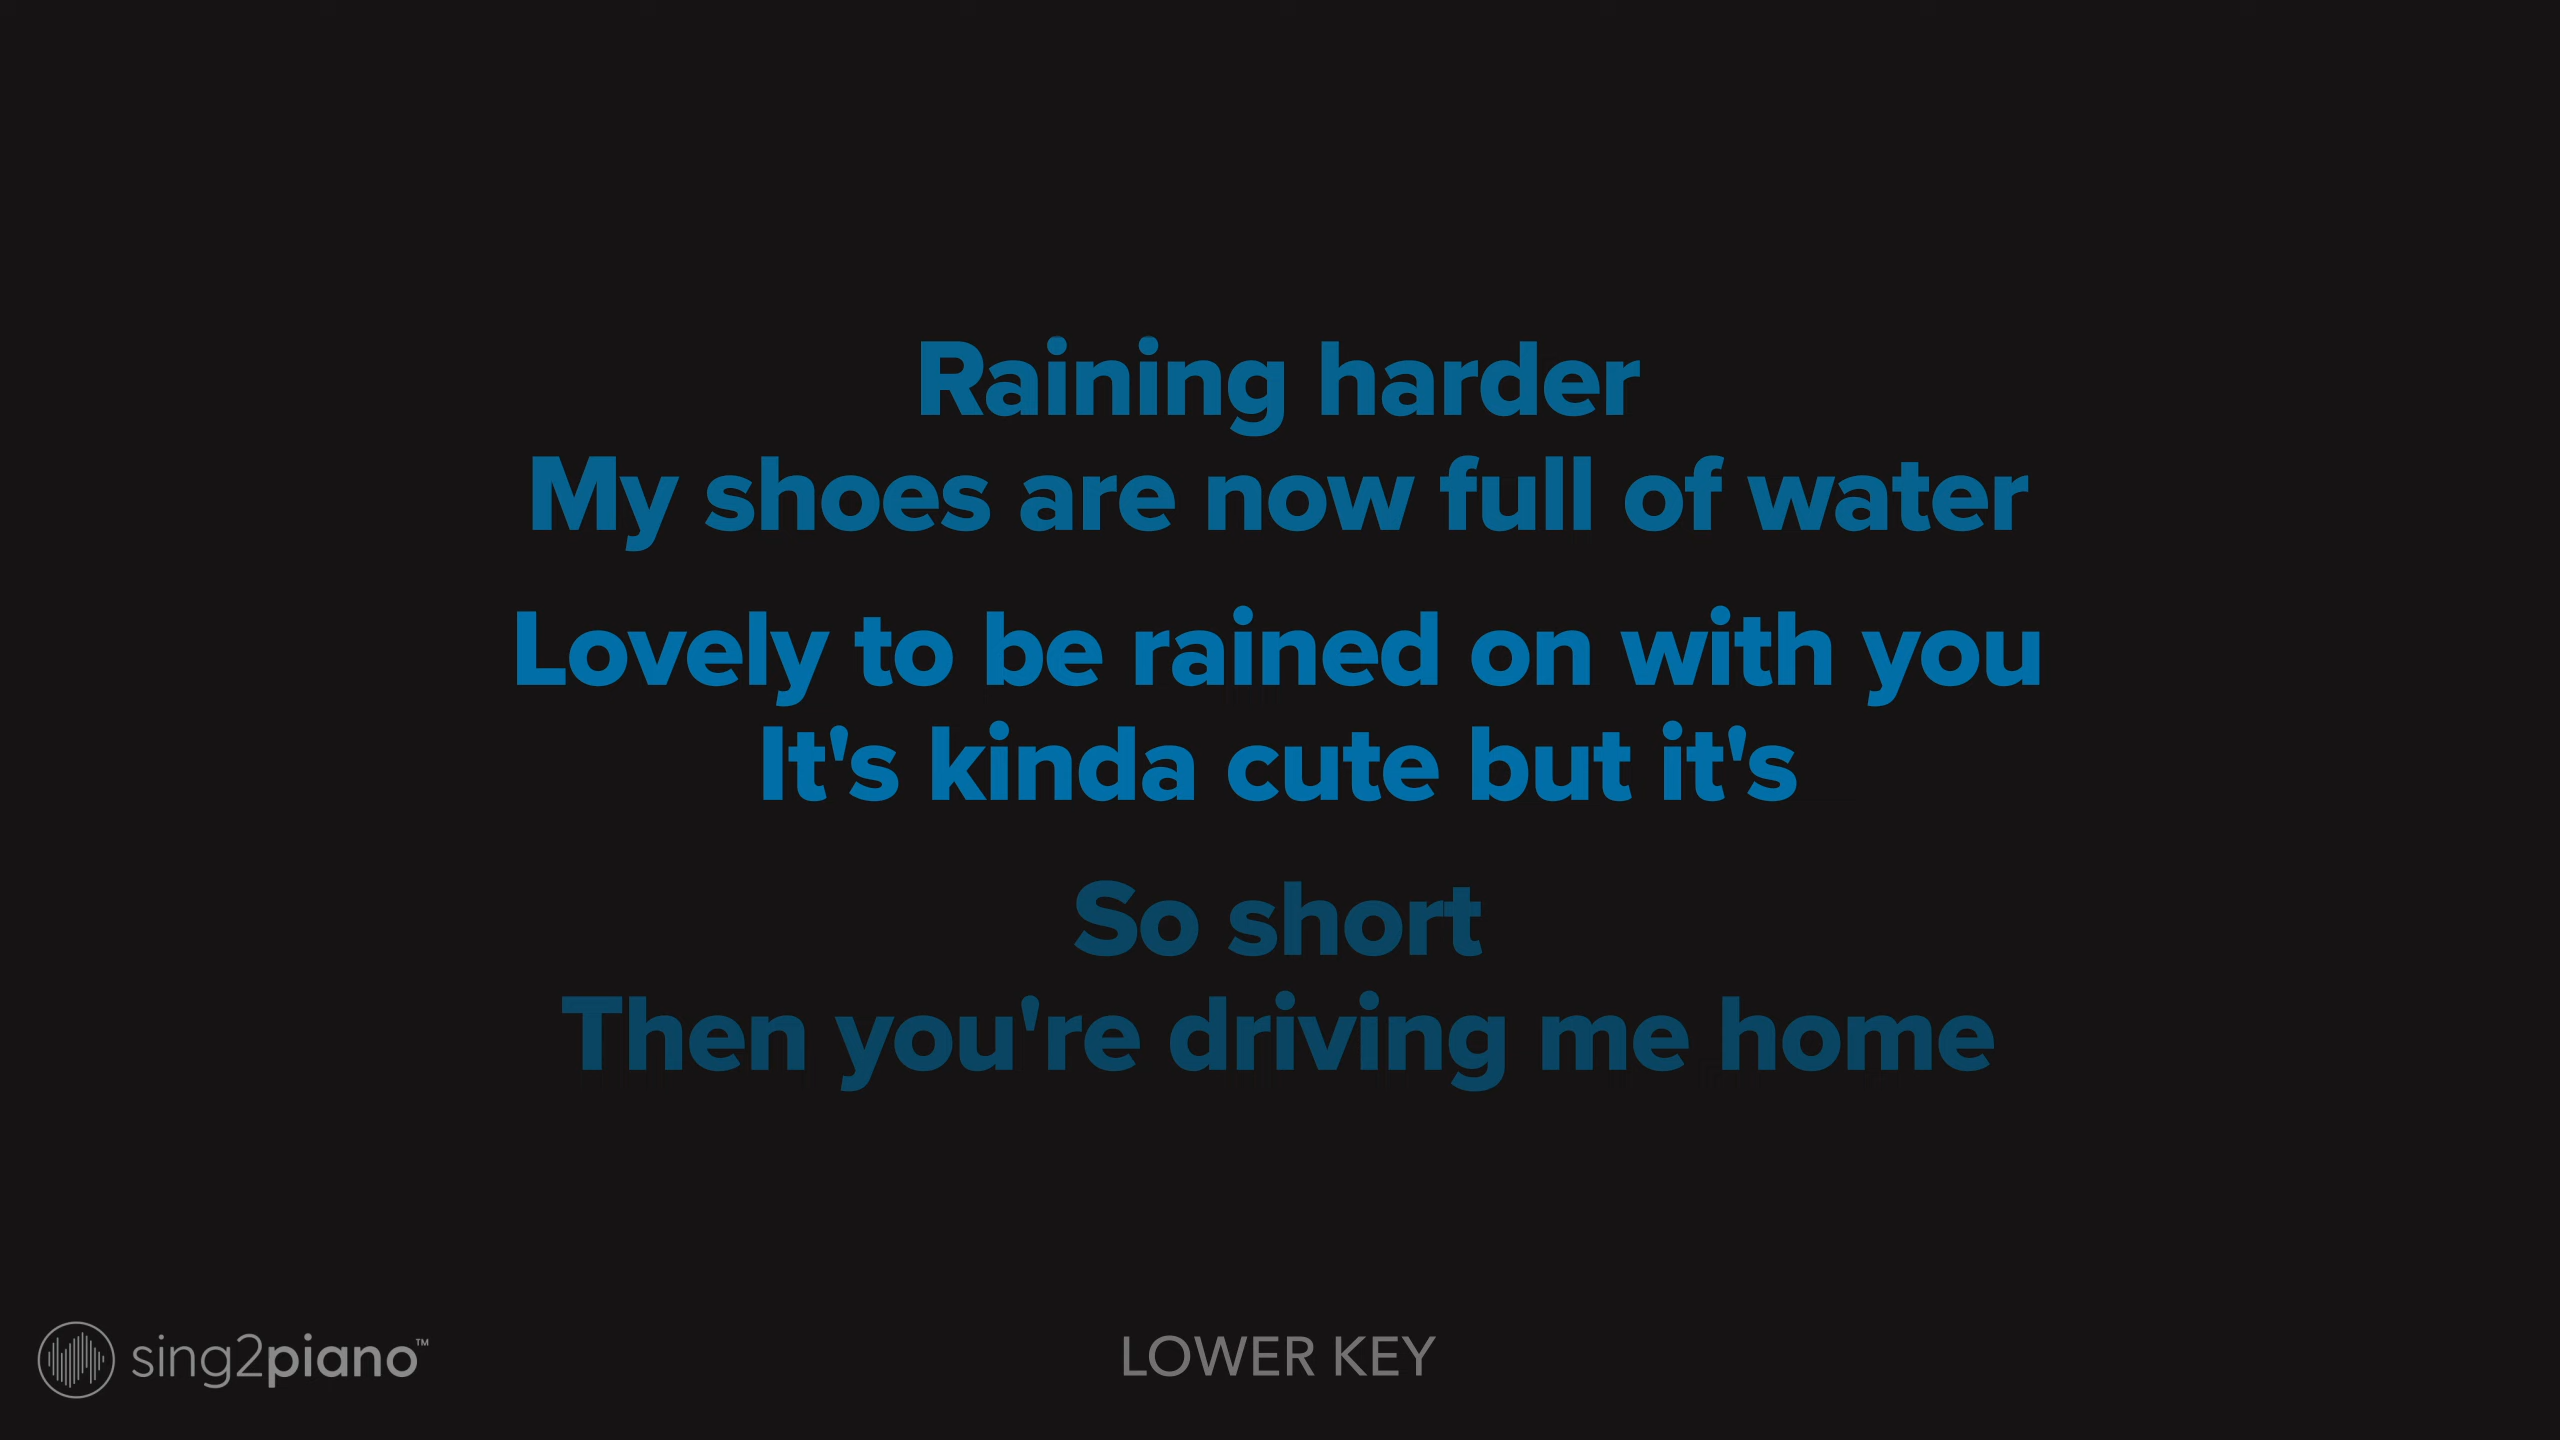 Raining harder
My shoes are now full of water
Lovely to be rained on with you
It's kinda cute but it's
So short
Then you're driving me home
sing2piano™
LOWER KEY